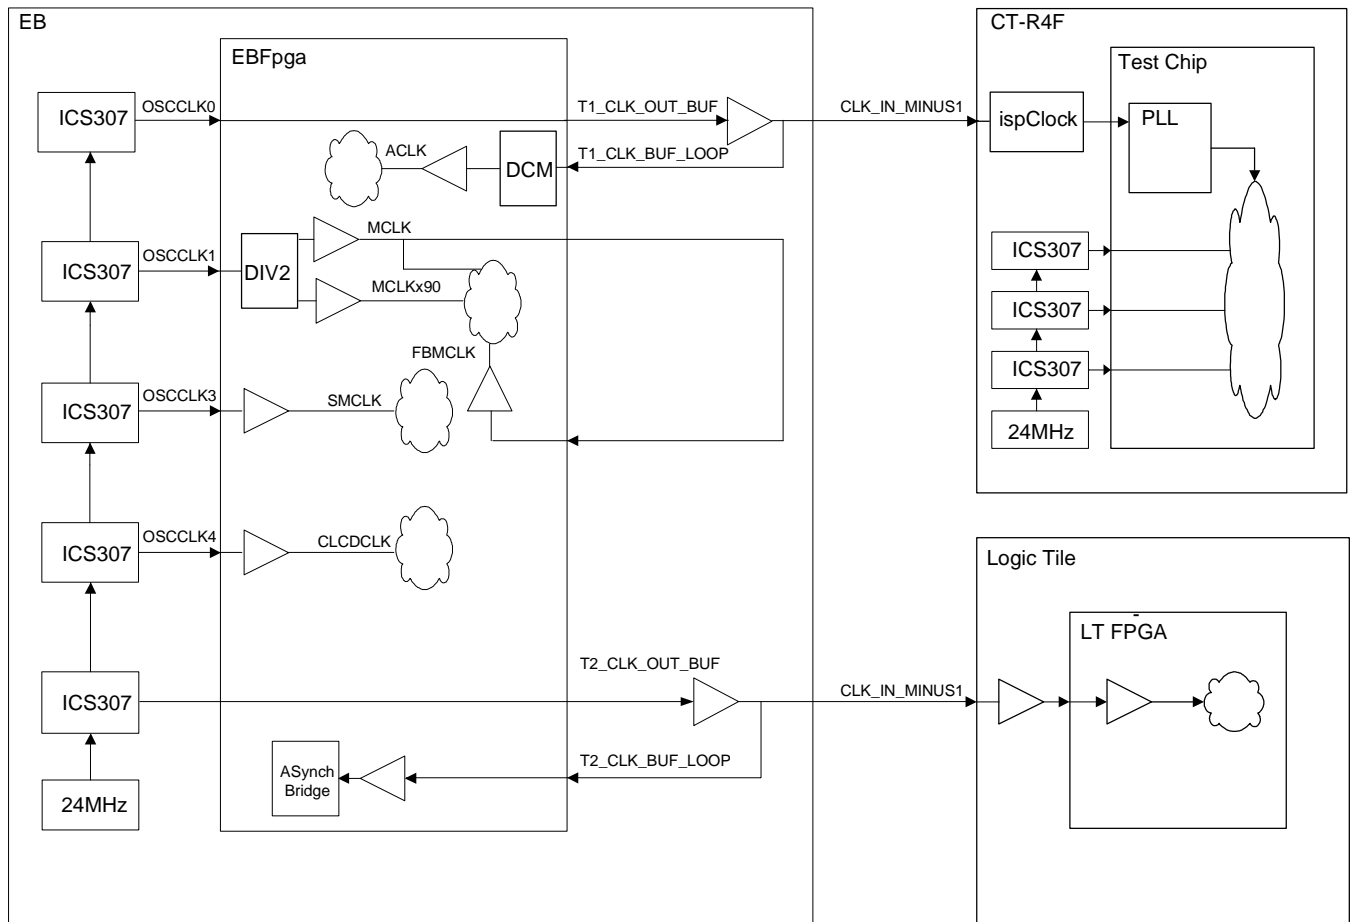 EB
CT-R4F
EBFpga
Test Chip
ICS307
OSCCLK0
T1_CLK_OUT_BUF
CLK_IN_MINUS1
ispClock
PLL
ACLK
DCM
T1_CLK_BUF_LOOP
ICS307
OSCCLK1
DIV2
MCLK
MCLKx90
FBMCLK
ICS307
ICS307
ICS307
24MHz
ICS307
OSCCLK3
SMCLK
ICS307
OSCCLK4
CLCDCLK
Logic Tile
LT FPGA
ICS307
T2_CLK_OUT_BUF
CLK_IN_MINUS1
T2_CLK_BUF_LOOP
ASynch
Bridge
24MHz